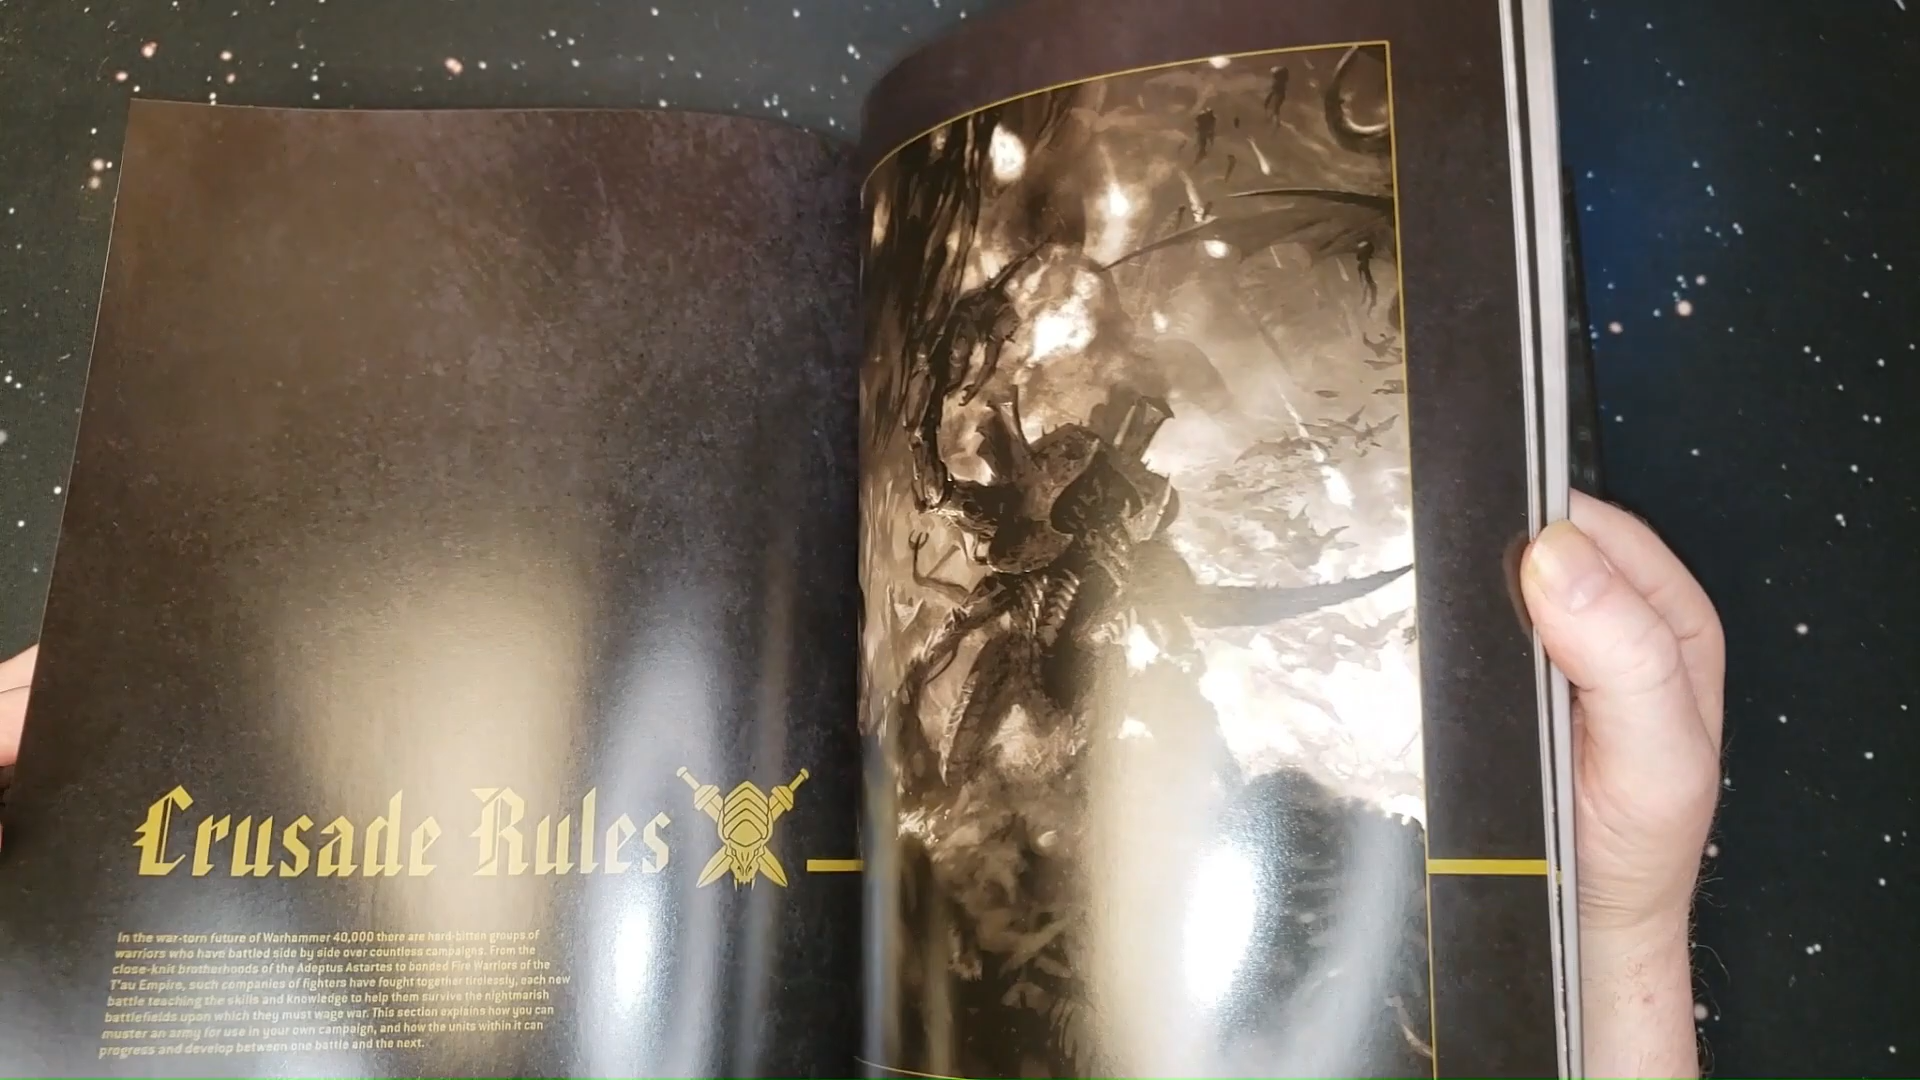 Crusade Rules
In the war-torn future of Warhammer 40,000 there are hard-bitten groups of
warriors who have battled side by side over countless campaigns. From the
close-knit brotherhoods of the Adeptus Astartes to bonded Fire Warriors of the
T'au Empire, such companies of fighters have fought together tirelessly, each new
battle teaching the skills and knowledge to help them survive the nightmarish
battlefields upon which they must wage war. This section explains how you can
muster an army for use in your own campaign, and how the units within it can
progress and develop between one battle and the next.